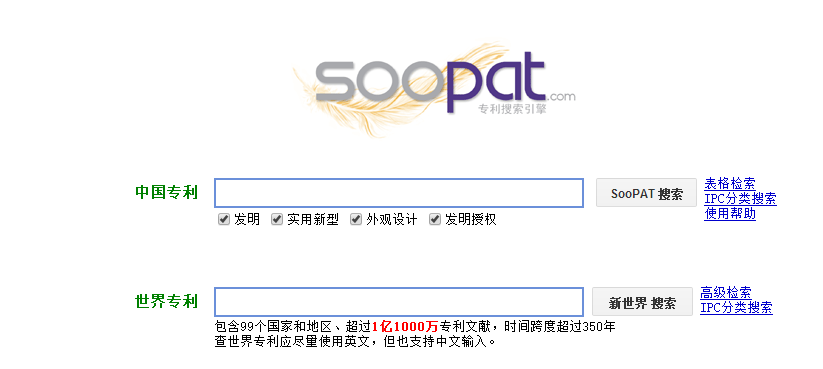 soopat.com
专利搜索引擎
中国专利
SooPAT 搜索
表格检索
IPC分类搜索
使用帮助
发明 实用新型 外观设计 发明授权
世界专利
新世界 搜索
高级检索
IPC分类搜索
包含99个国家和地区、超过1亿1000万专利文献，时间跨度超过350年
查世界专利应尽量使用英文，但也支持中文输入。